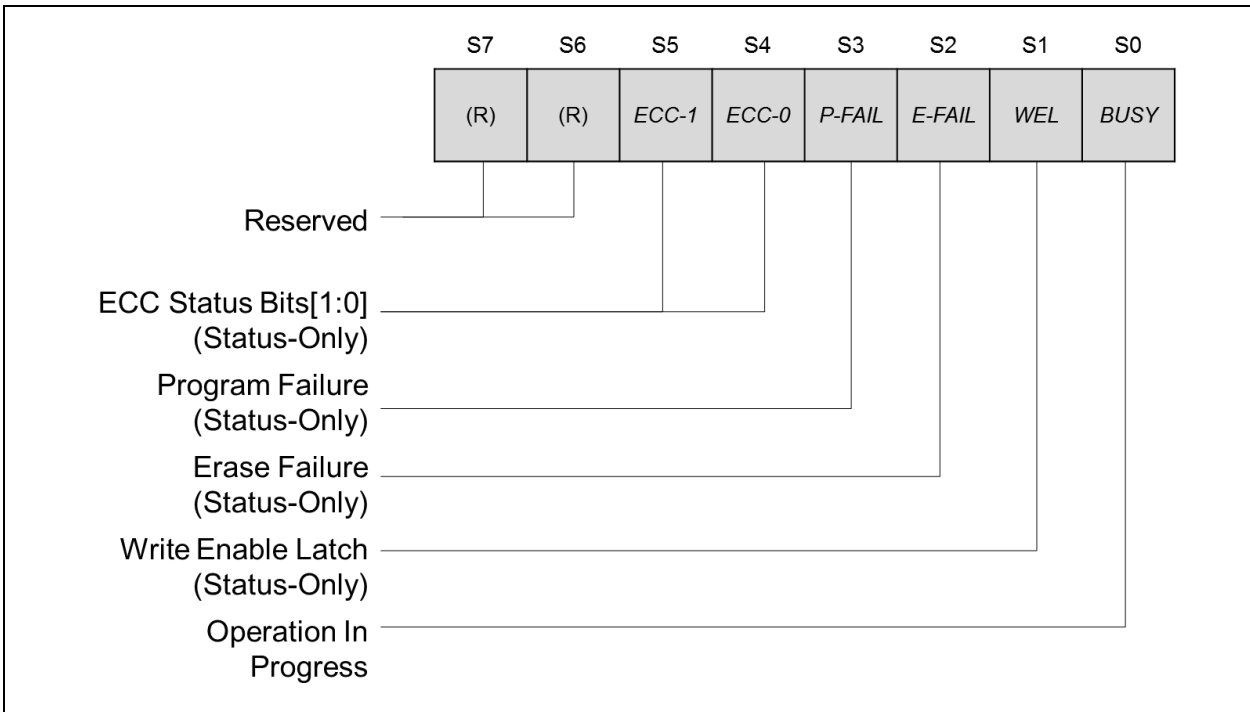 S7 S6 S5 S4 S3 S2 S1 S0
(R) (R) ECC-1 ECC-0 P-FAIL E-FAIL WEL BUSY
Reserved
ECC Status Bits[1:0]
(Status-Only)
Program Failure
(Status-Only)
Erase Failure
(Status-Only)
Write Enable Latch
(Status-Only)
Operation In
Progress